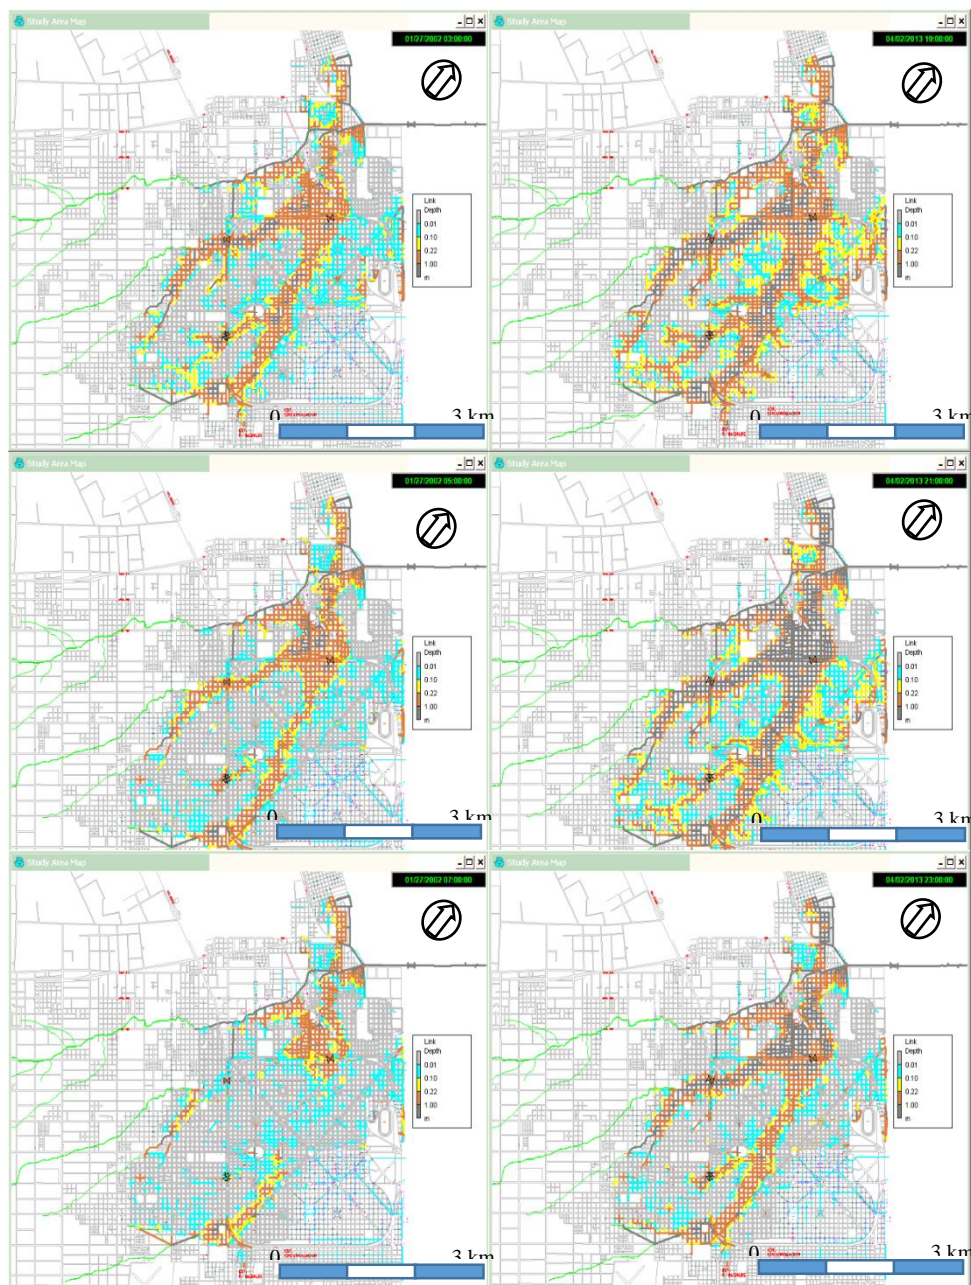 Study Area Map
01/27/2002 03:00:00
Link
Depth
0.01
0.10
0.22
1.00
m
0
3 km
Study Area Map
04/02/2013 19:00:00
Link
Depth
0.01
0.10
0.22
1.00
m
0
3 km
Study Area Map
01/27/2002 05:00:00
Link
Depth
0.01
0.10
0.22
1.00
m
0
3 km
Study Area Map
04/02/2013 21:00:00
Link
Depth
0.01
0.10
0.22
1.00
m
0
3 km
Study Area Map
01/27/2002 07:00:00
Link
Depth
0.01
0.10
0.22
1.00
m
0
3 km
Study Area Map
04/02/2013 23:00:00
Link
Depth
0.01
0.10
0.22
1.00
m
0
3 km